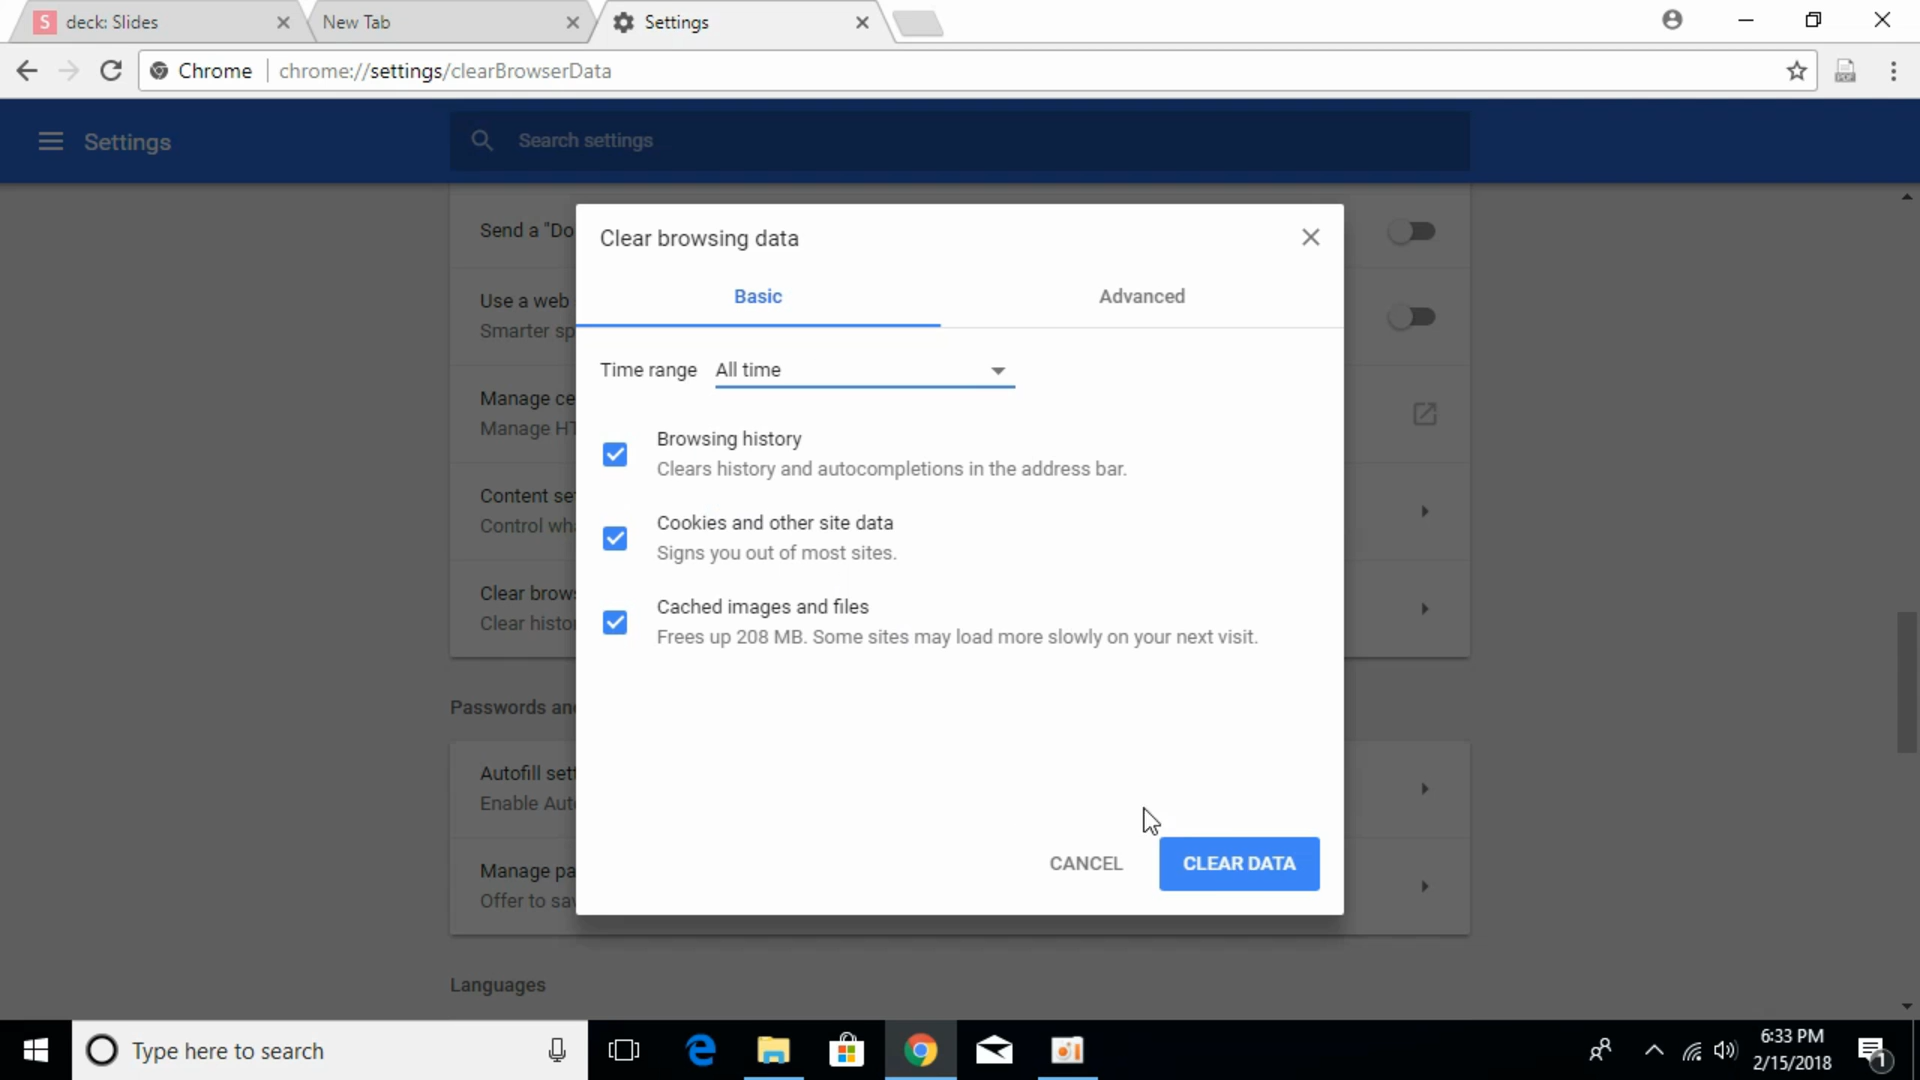 S deck: Slides
New Tab
Settings
Chrome chrome://settings/clearBrowserData
Settings
Search settings
Send a "Do
Use a web
Smarter sp
Manage ce
Manage HT
Content se
Control wh
Clear brow
Clear histo
Passwords an
Autofill sett
Enable Aut
Manage pa
Offer to sa
Languages
Clear browsing data
Basic
Advanced
Time range All time
Browsing history
Clears history and autocompletions in the address bar.
Cookies and other site data
Signs you out of most sites.
Cached images and files
Frees up 208 MB. Some sites may load more slowly on your next visit.
CANCEL
CLEAR DATA
Type here to search
6:33 PM
2/15/2018
1